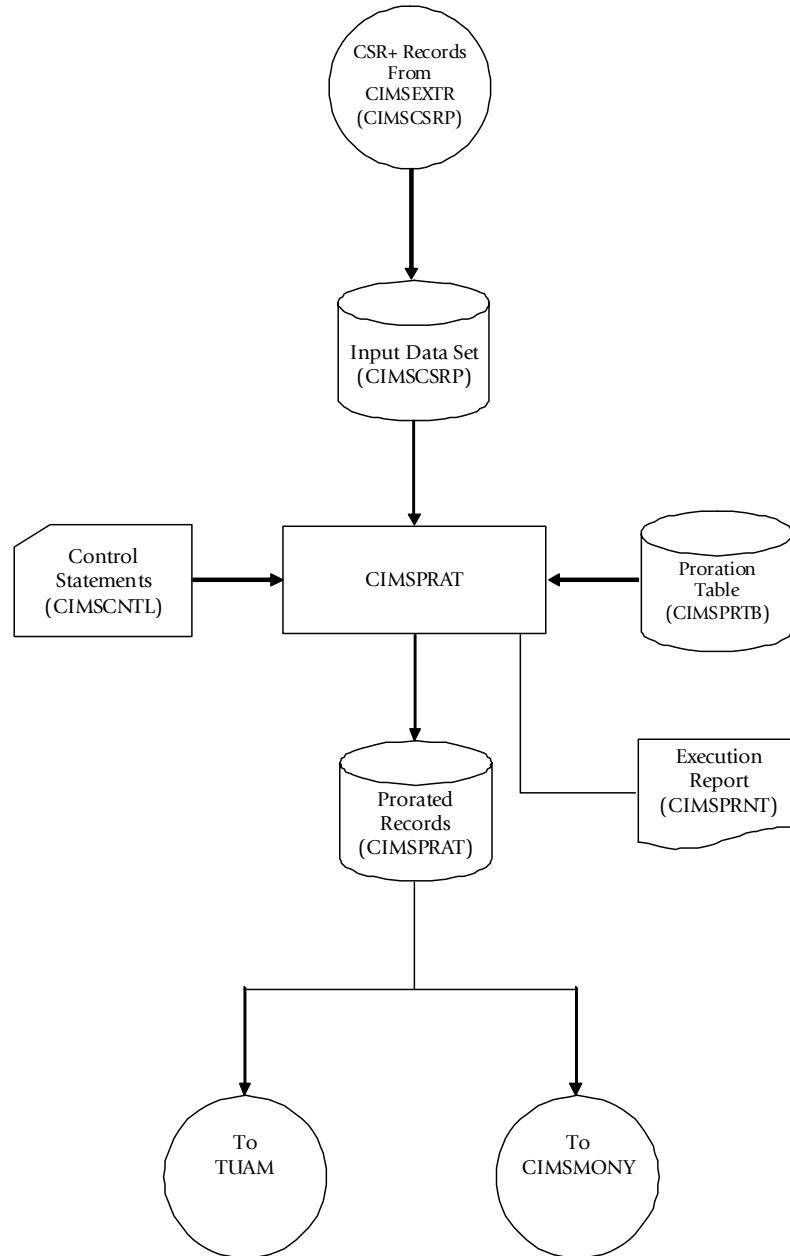 CSR+ Records
From
CIMSEXTR
(CIMSCSRP)
Input Data Set
(CIMSCSRP)
Control
Statements
(CIMSCNTL)
CIMSPRAT
Proration
Table
(CIMSPRTB)
Execution
Report
(CIMSPRNT)
Prorated
Records
(CIMSPRAT)
To
TUAM
To
CIMSMONY